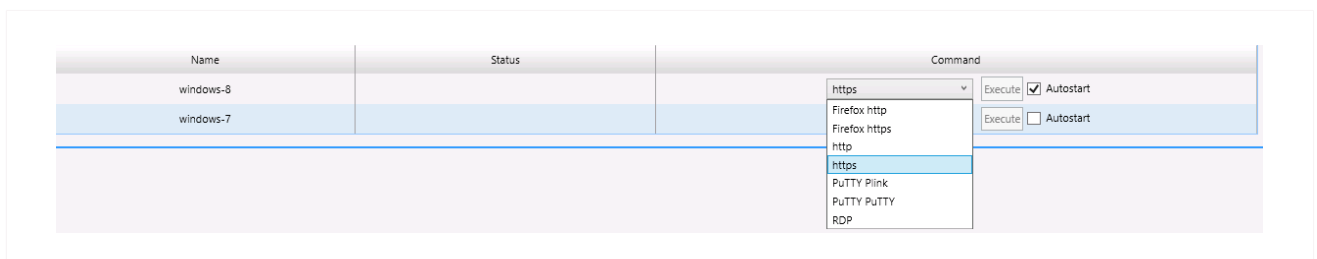 Name Status Command
windows-8 https Execute Autostart
windows-7 Firefox http Execute Autostart
Firefox https
http
https
PuTTY Plink
PuTTY PuTTY
RDP